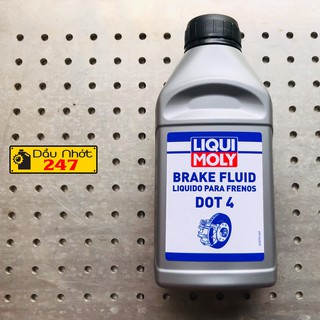 Dầu Nhớt
247
LIQUI
MOLY
BRAKE FLUID
LIQUIDO PARA FRENOS
DOT 4